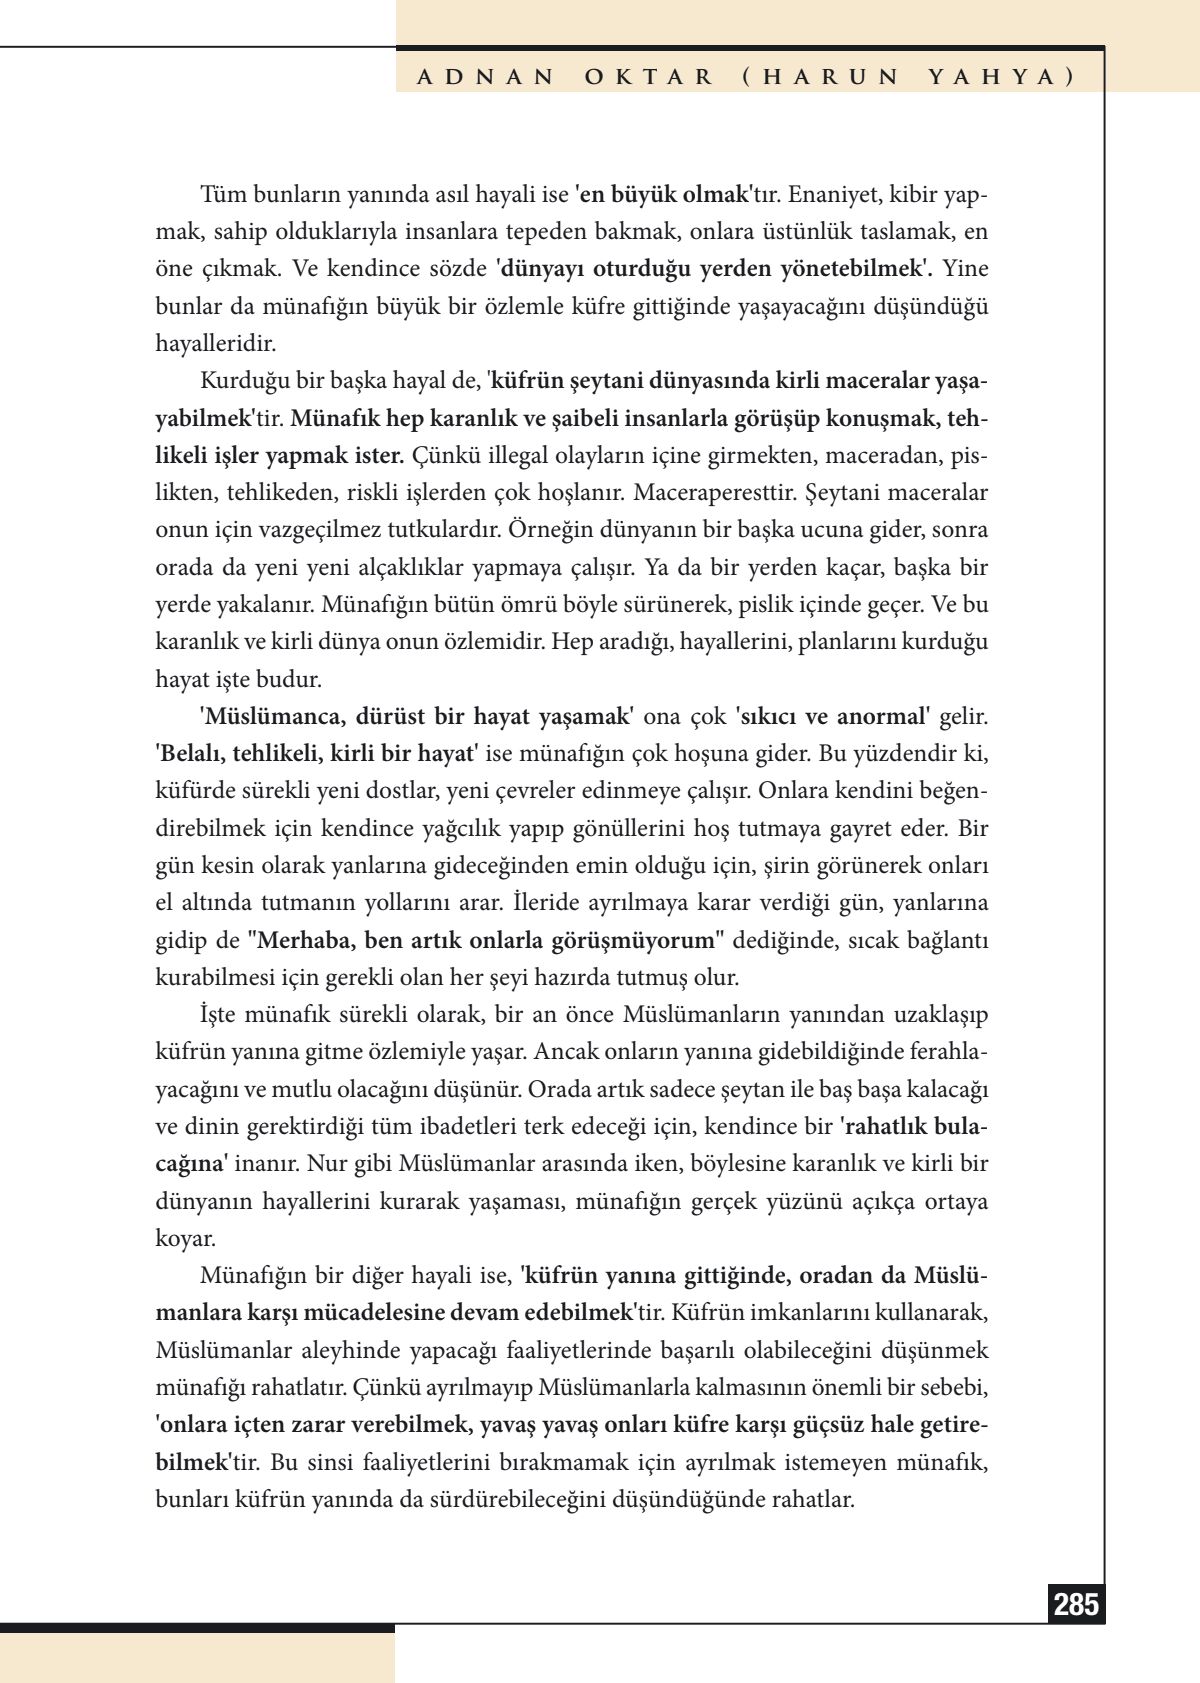 ADNAN OKTAR (HARUN YAHYA)
Tüm bunların yanında asıl hayali ise 'en büyük olmak'tır. Enaniyet, kibir yap-
mak, sahip olduklarıyla insanlara tepeden bakmak, onlara üstünlük taslamak, en
öne çıkmak. Ve kendince sözde 'dünyayı oturduğu yerden yönetebilmek'. Yine
bunlar da münafığın büyük bir özlemle küfre gittiğinde yaşayacağını düşündüğü
hayalleridir.
Kurduğu bir başka hayal de, 'küfrün şeytani dünyasında kirli maceralar yaşa-
yabilmek'tir. Münafık hep karanlık ve şaibeli insanlarla görüşüp konuşmak, teh-
likeli işler yapmak ister. Çünkü illegal olayların içine girmekten, maceradan, pis-
likten, tehlikeden, riskli işlerden çok hoşlanır. Maceraperesttir. Şeytani maceralar
onun için vazgeçilmez tutkulardır. Örneğin dünyanın bir başka ucuna gider, sonra
orada da yeni yeni alçaklıklar yapmaya çalışır. Ya da bir yerden kaçar, başka bir
yerde yakalanır. Münafığın bütün ömrü böyle sürünerek, pislik içinde geçer. Ve bu
karanlık ve kirli dünya onun özlemidir. Hep aradığı, hayallerini, planlarını kurduğu
hayat işte budur.
'Müslümanca, dürüst bir hayat yaşamak' ona çok 'sıkıcı ve anormal' gelir.
'Belalı, tehlikeli, kirli bir hayat' ise münafığın çok hoşuna gider. Bu yüzdendir ki,
küfürde sürekli yeni dostlar, yeni çevreler edinmeye çalışır. Onlara kendini beğen-
direbilmek için kendince yağcılık yapıp gönüllerini hoş tutmaya gayret eder. Bir
gün kesin olarak yanlarına gideceğinden emin olduğu için, şirin görünerek onları
el altında tutmanın yollarını arar. İleride ayrılmaya karar verdiği gün, yanlarına
gidip de "Merhaba, ben artık onlarla görüşmüyorum" dediğinde, sıcak bağlantı
kurabilmesi için gerekli olan her şeyi hazırda tutmuş olur.
İşte münafık sürekli olarak, bir an önce Müslümanların yanından uzaklaşıp
küfrün yanına gitme özlemiyle yaşar. Ancak onların yanına gidebildiğinde ferahla-
yacağını ve mutlu olacağını düşünür. Orada artık sadece şeytan ile baş başa kalacağı
ve dinin gerektirdiği tüm ibadetleri terk edeceği için, kendince bir 'rahatlık bula-
cağına' inanır. Nur gibi Müslümanlar arasında iken, böylesine karanlık ve kirli bir
dünyanın hayallerini kurarak yaşaması, münafığın gerçek yüzünü açıkça ortaya
koyar.
Münafığın bir diğer hayali ise, 'küfrün yanına gittiğinde, oradan da Müslü-
manlara karşı mücadelesine devam edebilmek'tir. Küfrün imkanlarını kullanarak,
Müslümanlar aleyhinde yapacağı faaliyetlerinde başarılı olabileceğini düşünmek
münafığı rahatlatır. Çünkü ayrılmayıp Müslümanlarla kalmasının önemli bir sebebi,
'onlara içten zarar verebilmek, yavaş yavaş onları küfre karşı güçsüz hale getire-
bilmek'tir. Bu sinsi faaliyetlerini bırakmamak için ayrılmak istemeyen münafık,
bunları küfrün yanında da sürdürebileceğini düşündüğünde rahatlar.
285